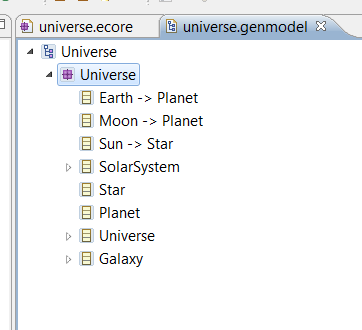 universe.ecore universe.genmodel
Universe
Universe
Earth -> Planet
Moon -> Planet
Sun -> Star
SolarSystem
Star
Planet
Universe
Galaxy